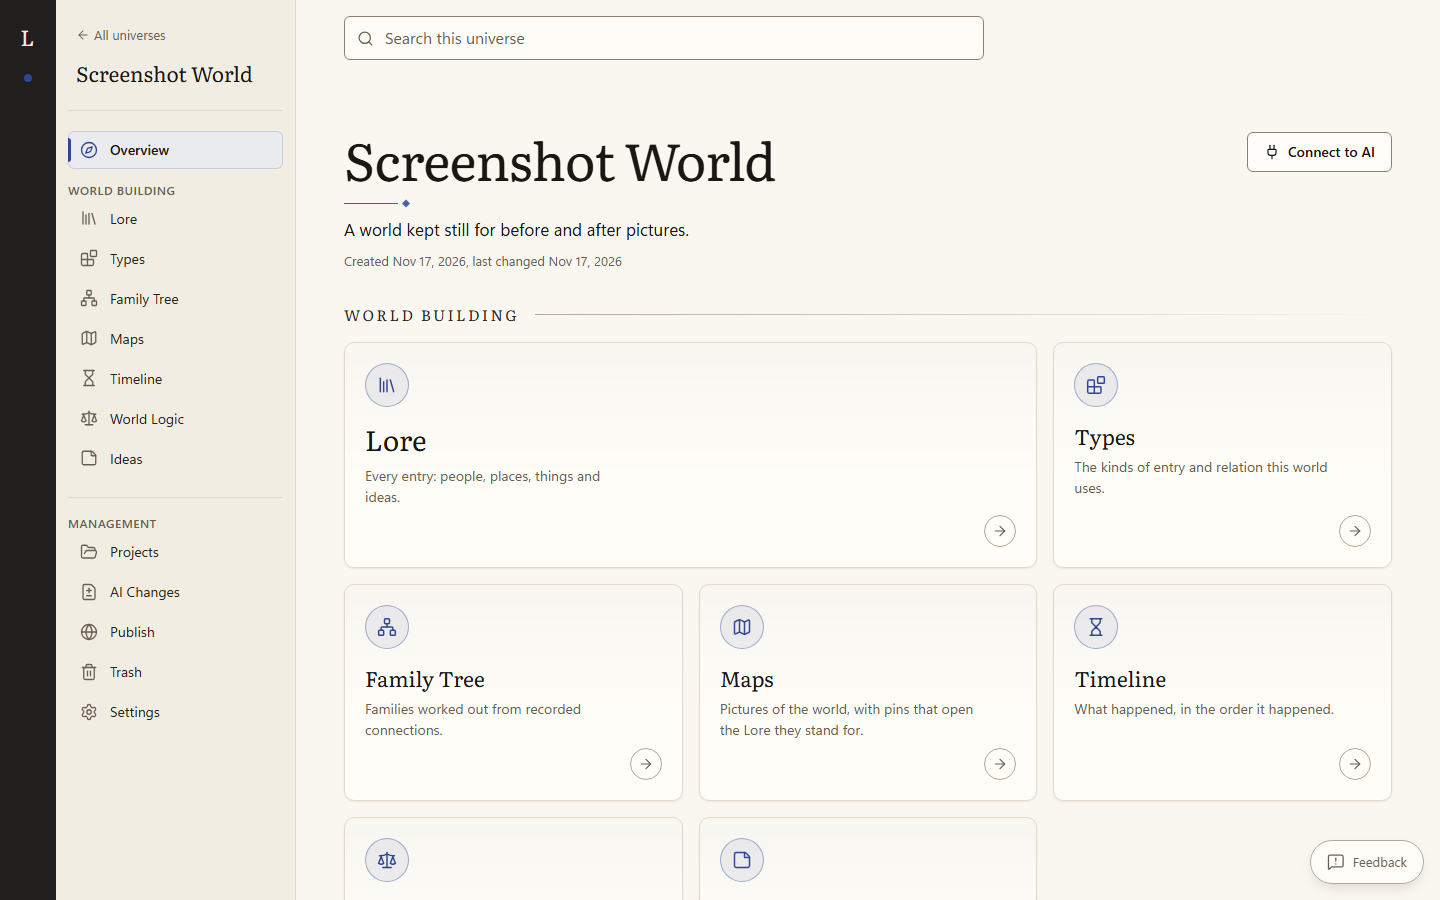 L
All universes
Screenshot World
Overview
WORLD BUILDING
Lore
Types
Family Tree
Maps
Timeline
World Logic
Ideas
MANAGEMENT
Projects
AI Changes
Publish
Trash
Settings
Search this universe
Screenshot World
Connect to AI
A world kept still for before and after pictures.
Created Nov 17, 2026, last changed Nov 17, 2026
WORLD BUILDING
Lore
Every entry: people, places, things and
ideas.
Types
The kinds of entry and relation this world
uses.
Family Tree
Families worked out from recorded
connections.
Maps
Pictures of the world, with pins that open
the Lore they stand for.
Timeline
What happened, in the order it happened.
Feedback